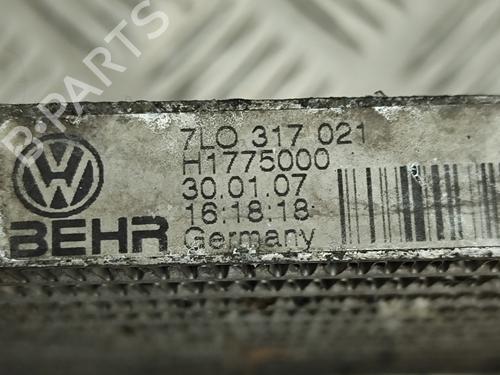 B-PARTS
7L0 317 021
H1775000
30.01.07
16:18:18
BEHR
Germany